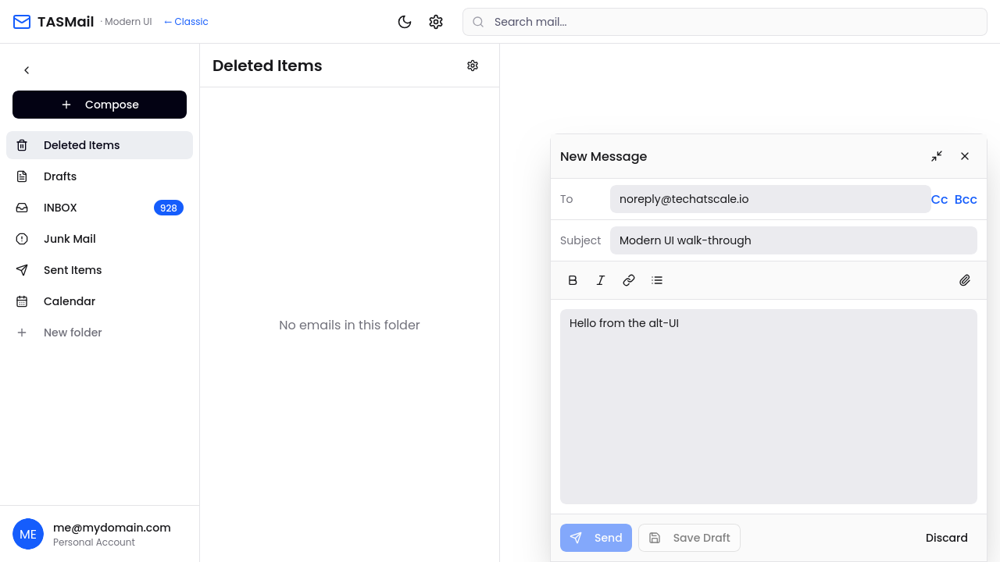 TASMail · Modern UI ← Classic
Search mail...
Compose
Deleted Items
Drafts
INBOX 928
Junk Mail
Sent Items
Calendar
New folder
ME
me@mydomain.com
Personal Account
Deleted Items
No emails in this folder
New Message
To noreply@techatscale.io Cc Bcc
Subject Modern UI walk-through
Hello from the alt-UI
Send Save Draft Discard